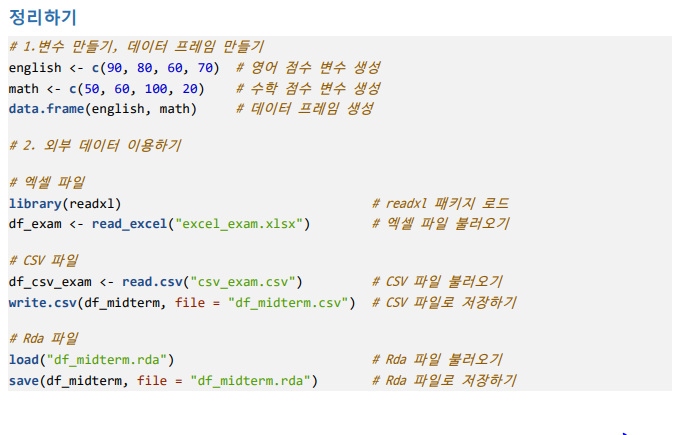 정리하기
# 1.변수 만들기, 데이터 프레임 만들기
english <- c(90, 80, 60, 70)  # 영어 점수 변수 생성
math <- c(50, 60, 100, 20)    # 수학 점수 변수 생성
data.frame(english, math)     # 데이터 프레임 생성
# 2. 외부 데이터 이용하기
# 엑셀 파일
library(readxl)                                # readxl 패키지 로드
df_exam <- read_excel("excel_exam.xlsx")        # 엑셀 파일 불러오기
# CSV 파일
df_csv_exam <- read.csv("csv_exam.csv")         # CSV 파일 불러오기
write.csv(df_midterm, file = "df_midterm.csv")  # CSV 파일로 저장하기
# Rda 파일
load("df_midterm.rda")                          # Rda 파일 불러오기
save(df_midterm, file = "df_midterm.rda")       # Rda 파일로 저장하기